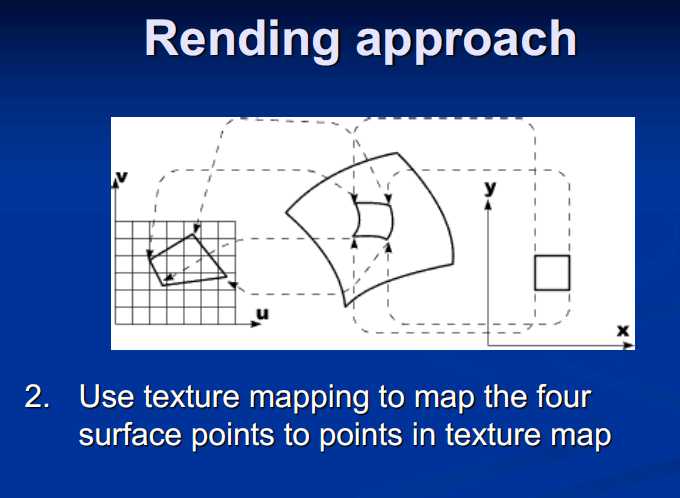 Rending approach
v
y
u
x
2. Use texture mapping to map the four
surface points to points in texture map